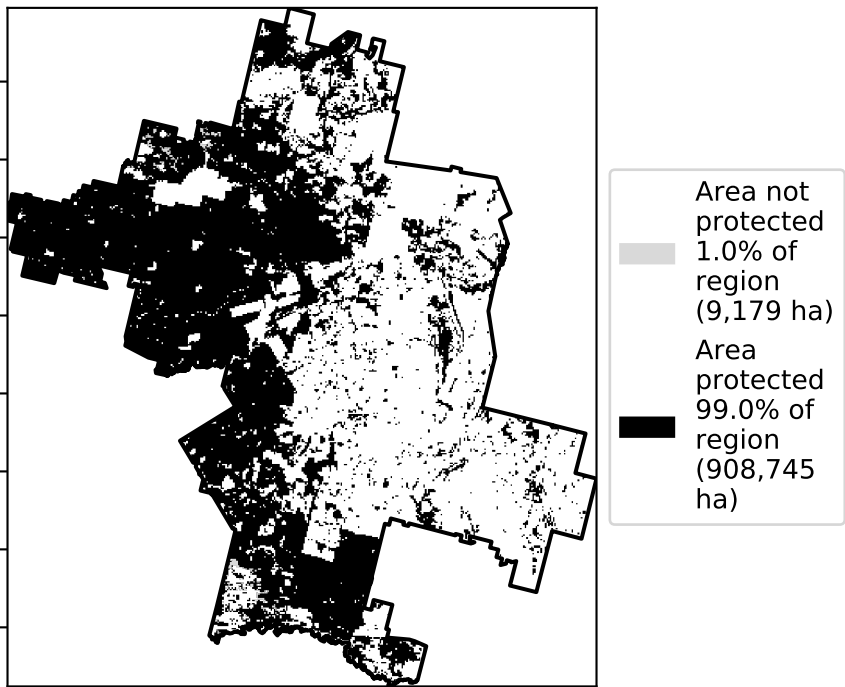 Area not
protected
1.0% of
region
(9,179 ha)
Area
protected
99.0% of
region
(908,745
ha)